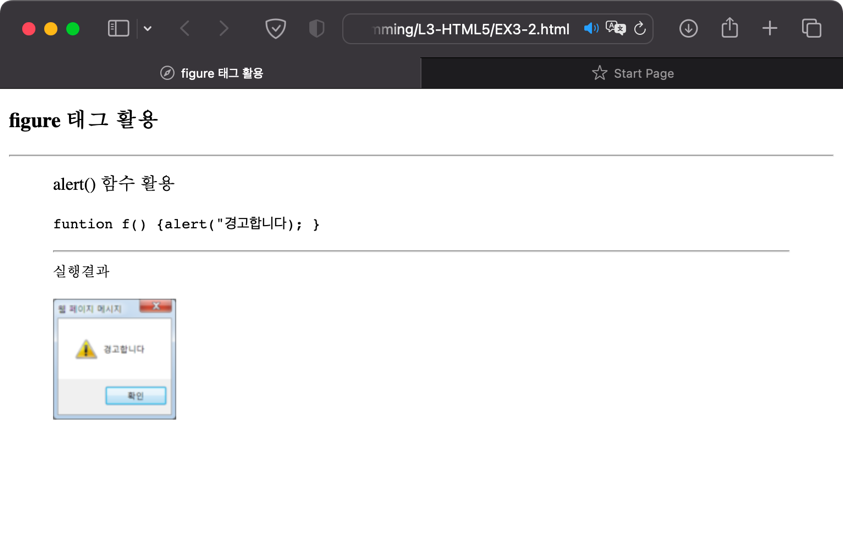 mming/L3-HTML5/EX3-2.html
figure 태그 활용
Start Page
figure 태그 활용
alert() 함수 활용
funtion f() {alert("경고합니다); }
실행결과
웹 페이지 메시지
경고합니다
확인